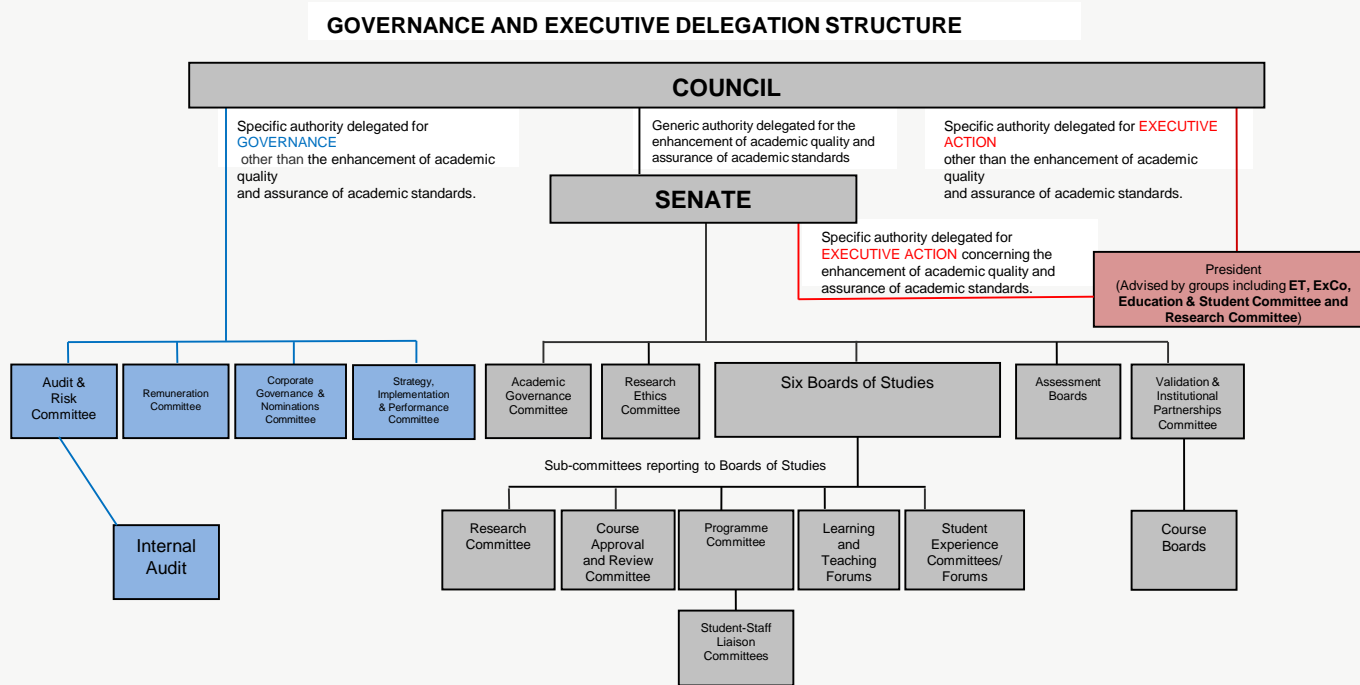 GOVERNANCE AND EXECUTIVE DELEGATION STRUCTURE
COUNCIL
Specific authority delegated for
GOVERNANCE
other than the enhancement of academic
quality
and assurance of academic standards.
Generic authority delegated for the
enhancement of academic quality and
assurance of academic standards
Specific authority delegated for EXECUTIVE
ACTION
other than the enhancement of academic
quality
and assurance of academic standards.
SENATE
Specific authority delegated for
EXECUTIVE ACTION concerning the
enhancement of academic quality and
assurance of academic standards.
President
(Advised by groups including ET, ExCo,
Education & Student Committee and
Research Committee)
Audit &
Risk
Committee
Remuneration
Committee
Corporate
Governance &
Nominations
Committee
Strategy,
Implementation
& Performance
Committee
Academic
Governance
Committee
Research
Ethics
Committee
Six Boards of Studies
Assessment
Boards
Validation &
Institutional
Partnerships
Committee
Sub-committees reporting to Boards of Studies
Internal
Audit
Research
Committee
Course
Approval
and Review
Committee
Programme
Committee
Learning
and
Teaching
Forums
Student
Experience
Committees/
Forums
Course
Boards
Student-Staff
Liaison
Committees